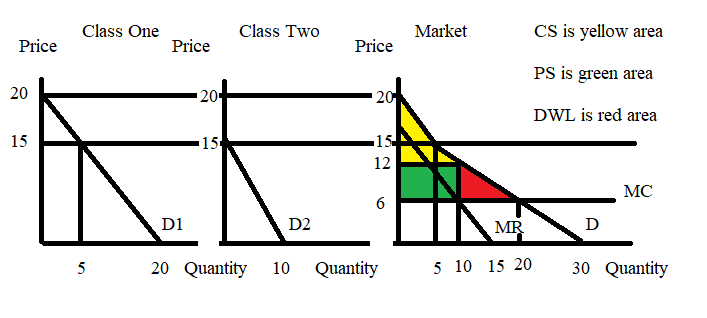 Class One
Class Two
Market
CS is yellow area
Price
Price
Price
PS is green area
20
20
20
DWL is red area
15
15
15
12
6
MC
D1
D2
MR
D
5
20
Quantity
10
Quantity
5
10
15
20
30
Quantity